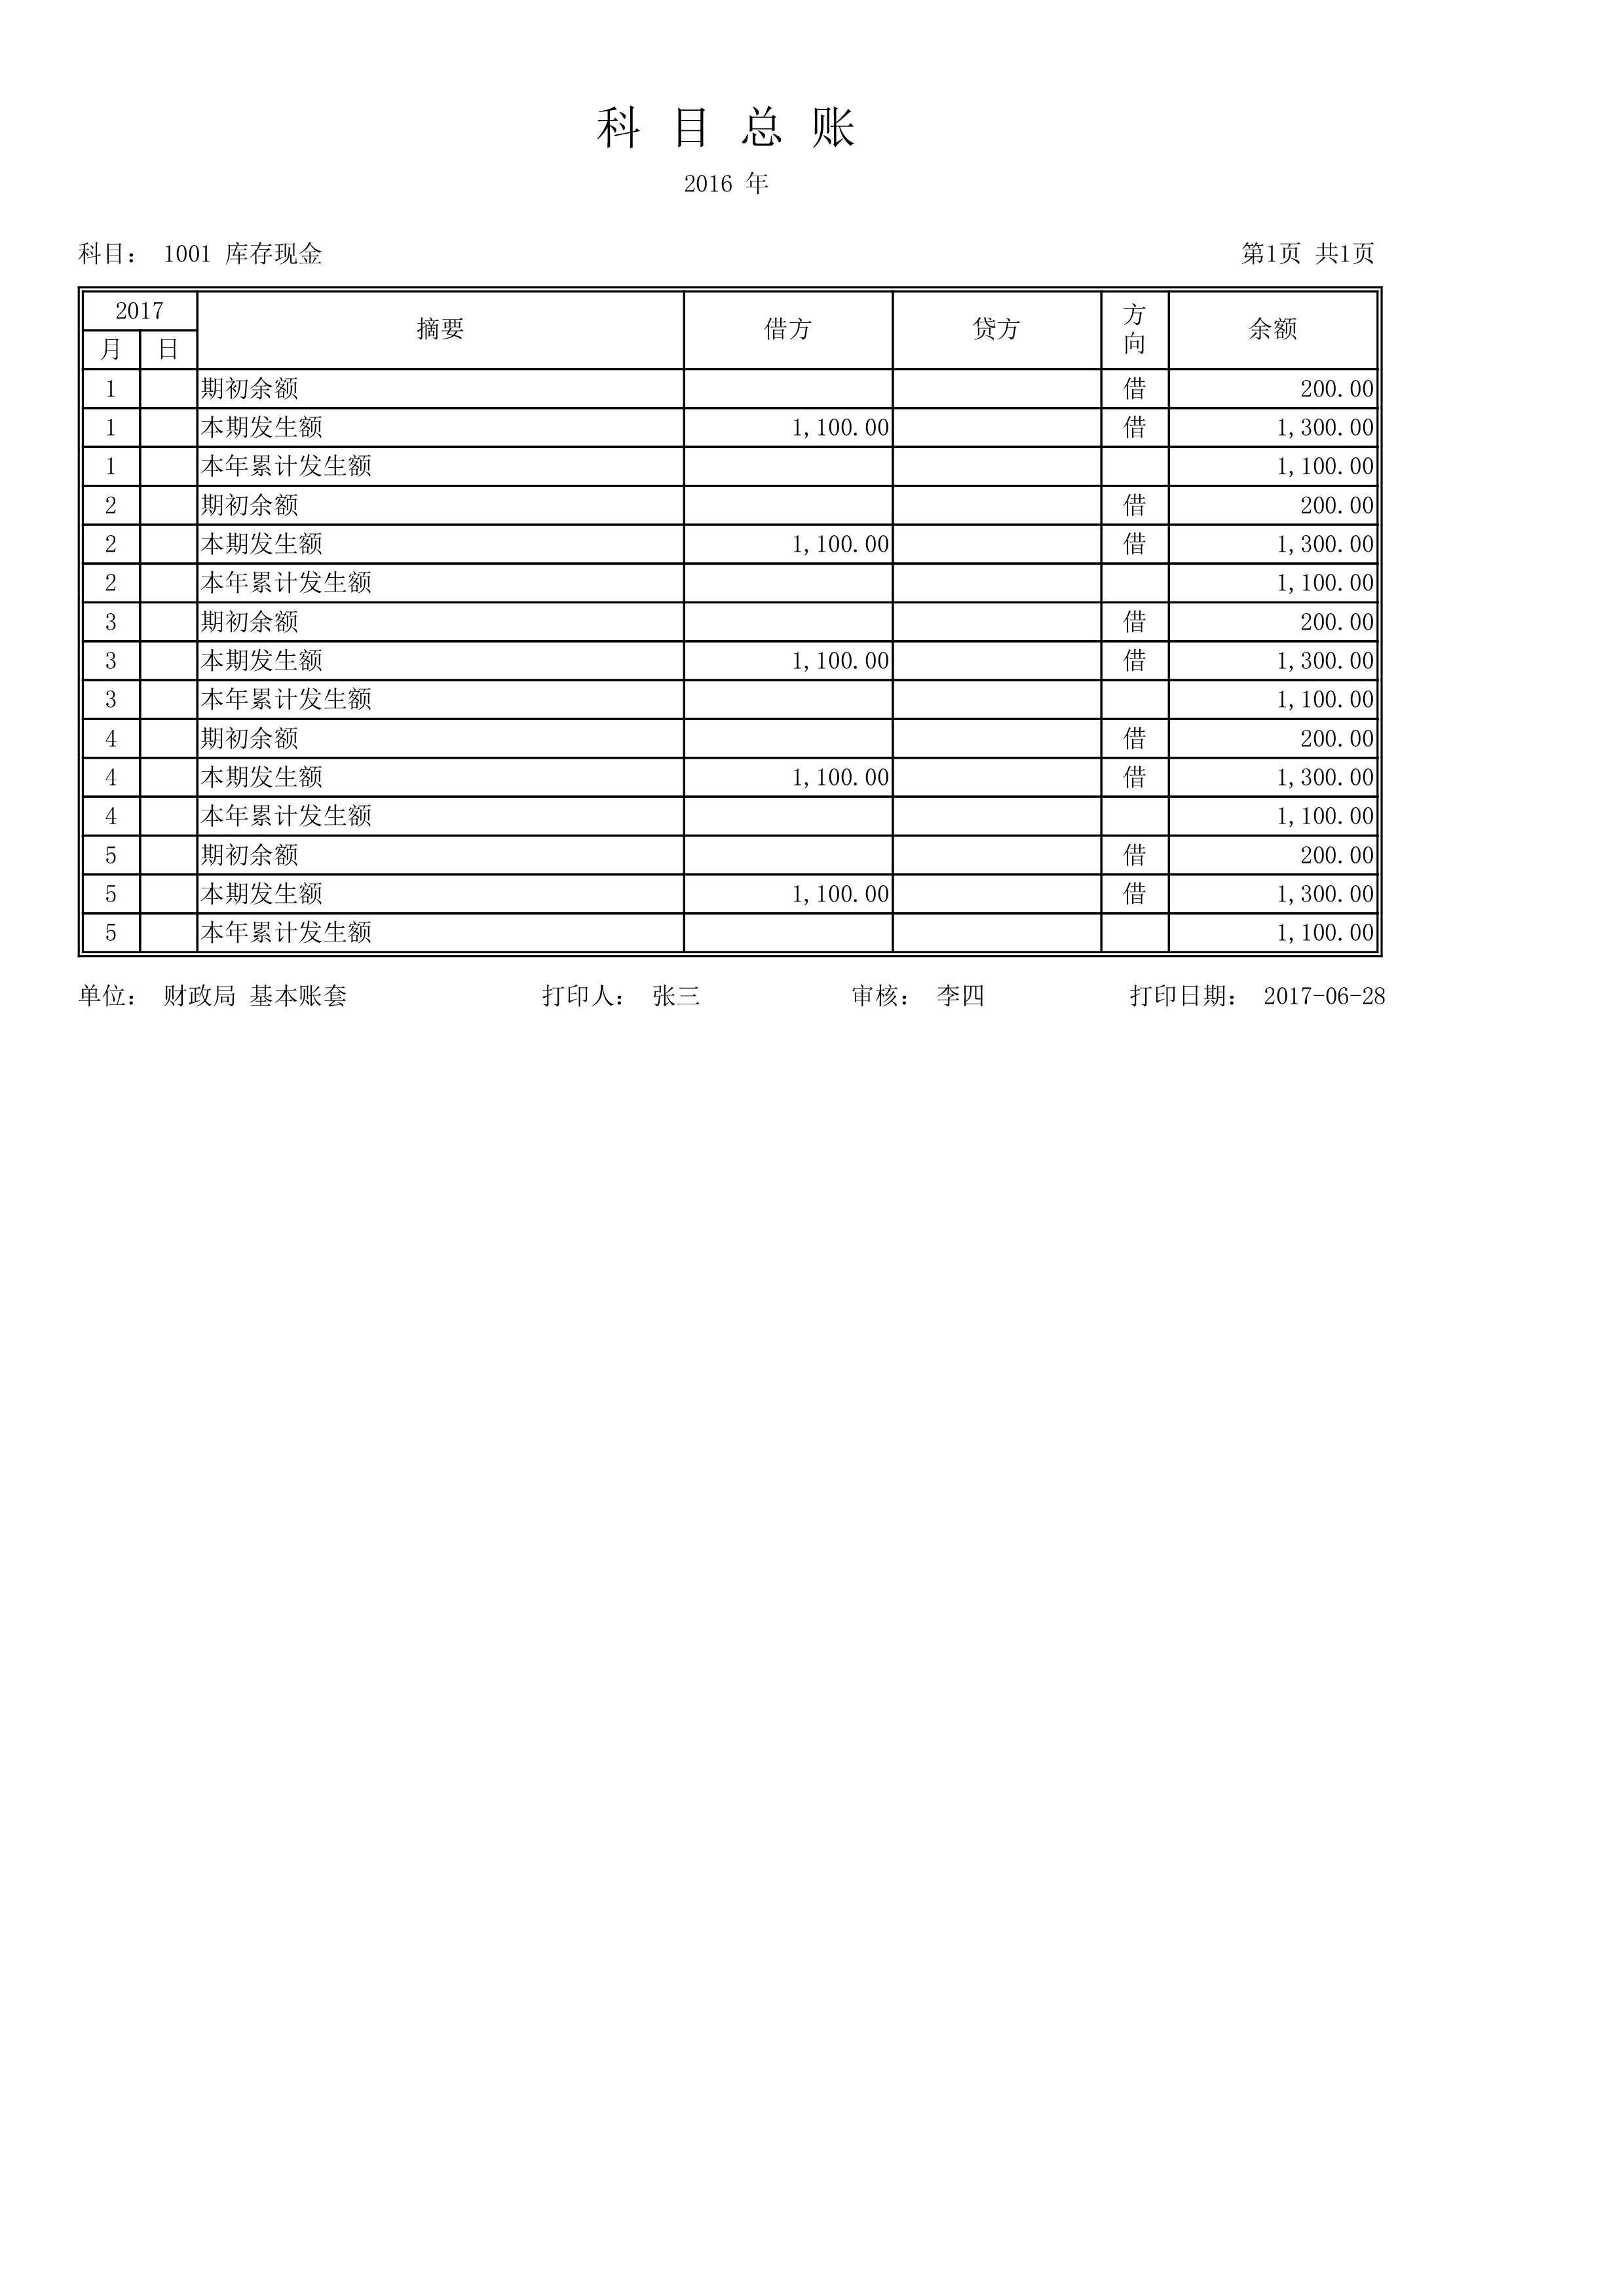 科 目 总 账
2016 年
科目： 1001 库存现金 第1页 共1页
2017 摘要 借方 贷方 方向 余额
月 日
1 期初余额 借 200.00
1 本期发生额 1,100.00 借 1,300.00
1 本年累计发生额 1,100.00
2 期初余额 借 200.00
2 本期发生额 1,100.00 借 1,300.00
2 本年累计发生额 1,100.00
3 期初余额 借 200.00
3 本期发生额 1,100.00 借 1,300.00
3 本年累计发生额 1,100.00
4 期初余额 借 200.00
4 本期发生额 1,100.00 借 1,300.00
4 本年累计发生额 1,100.00
5 期初余额 借 200.00
5 本期发生额 1,100.00 借 1,300.00
5 本年累计发生额 1,100.00
单位： 财政局 基本账套 打印人： 张三 审核： 李四 打印日期： 2017-06-28